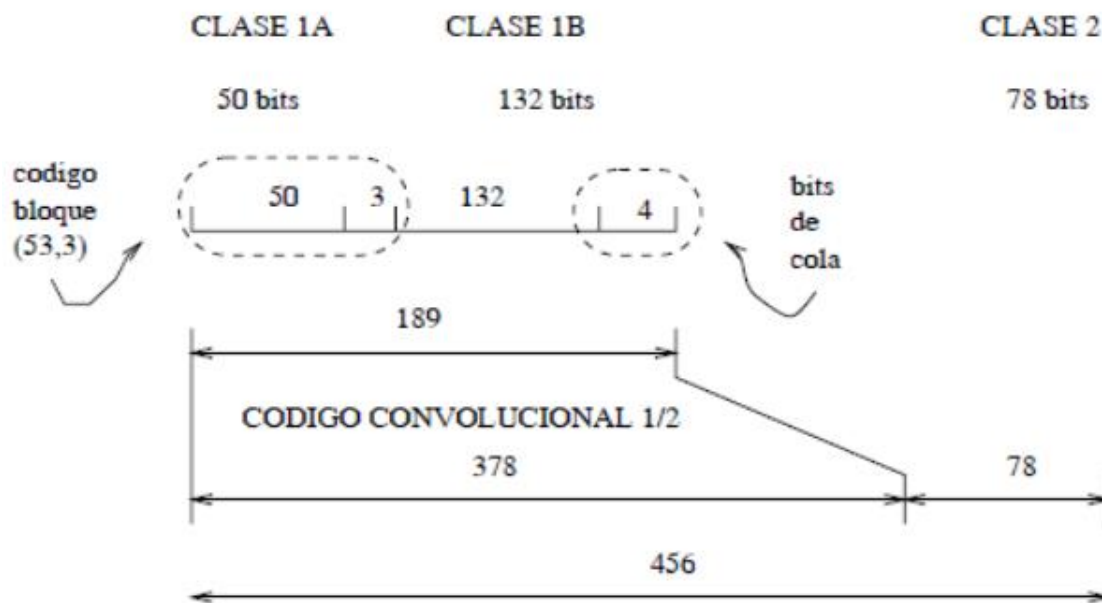 CLASE 1A CLASE 1B CLASE 2
50 bits 132 bits 78 bits
codigo
bloque
(53,3)
50 3 132 4
bits
de
cola
189
CODIGO CONVOLUCIONAL 1/2
378 78
456